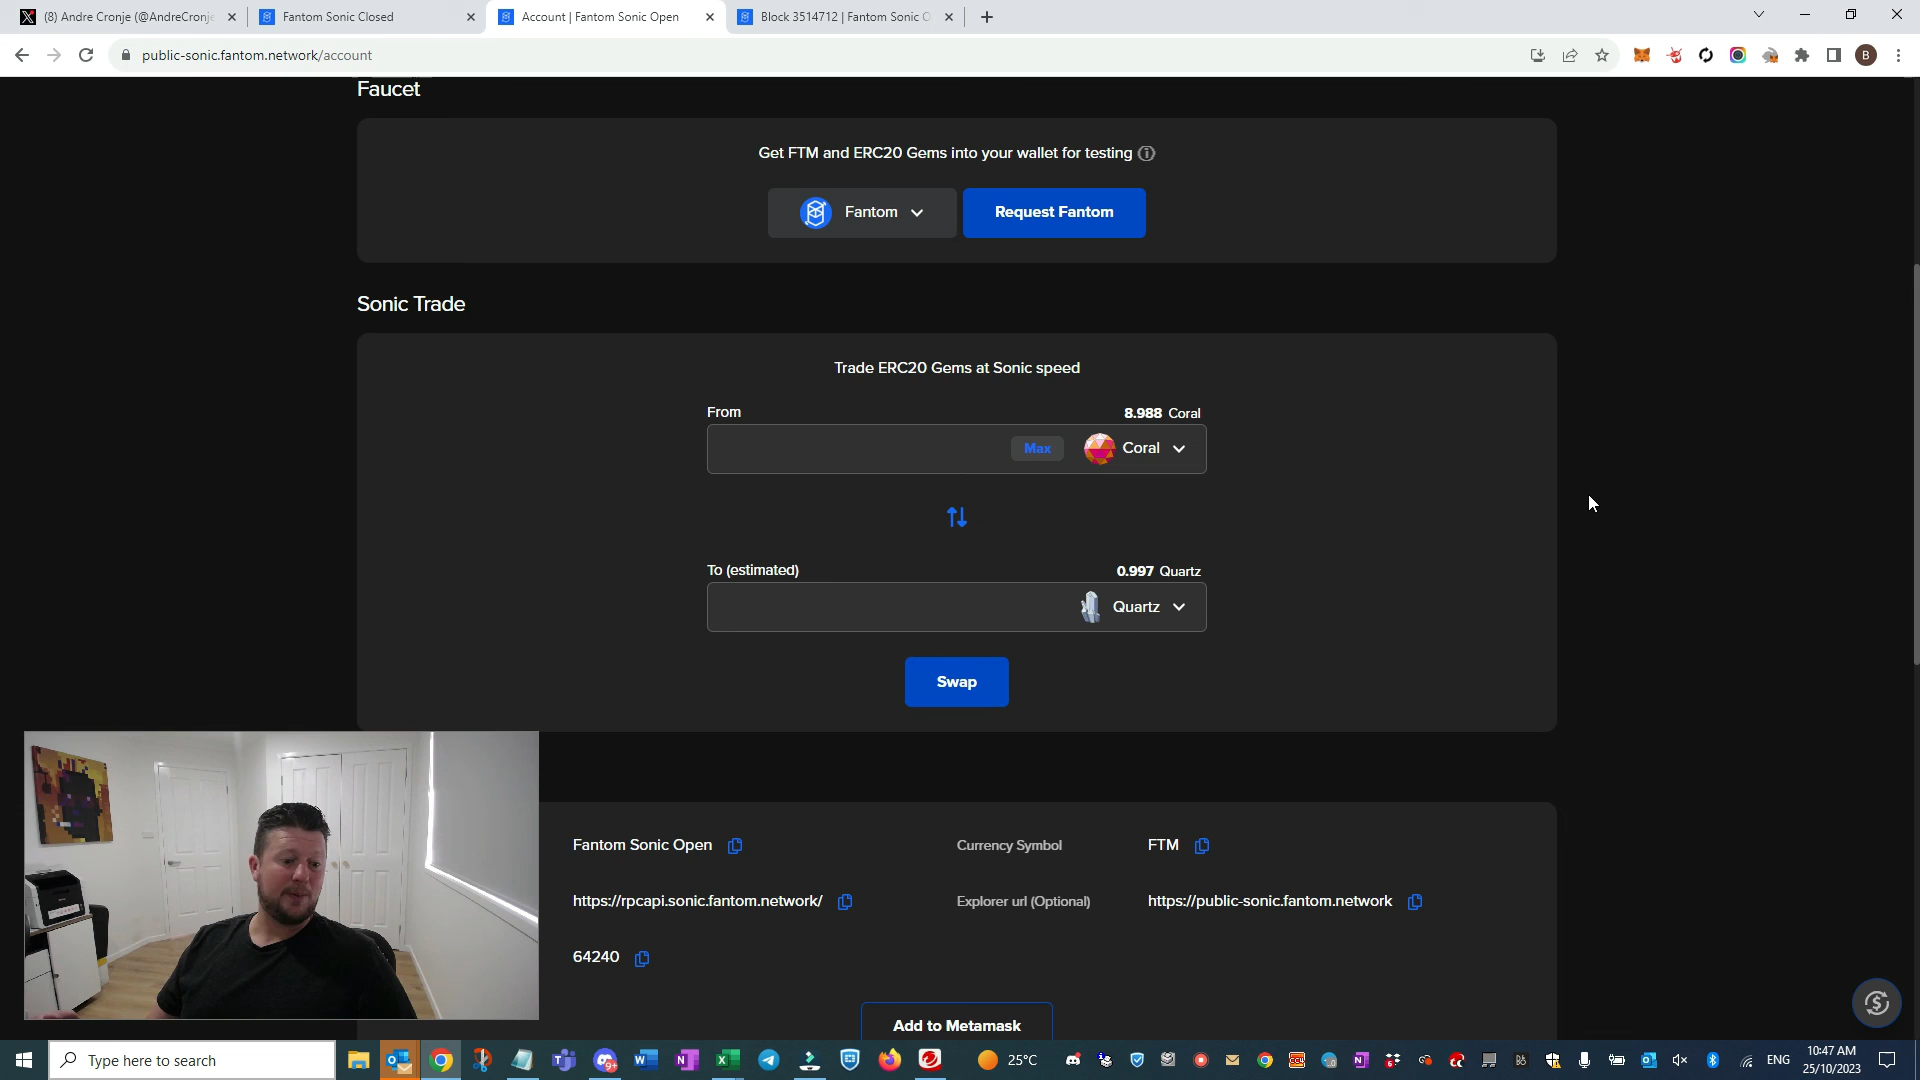 (8) Andre Cronje (@AndreCronje
Fantom Sonic Closed
Account | Fantom Sonic Open
Block 3514712 | Fantom Sonic O
public-sonic.fantom.network/account
B
Faucet
Get FTM and ERC20 Gems into your wallet for testing
Fantom
Request Fantom
Sonic Trade
Trade ERC20 Gems at Sonic speed
From
8.988 Coral
Max
Coral
To (estimated)
0.997 Quartz
Quartz
Swap
Fantom Sonic Open
Currency Symbol
FTM
https://rpcapi.sonic.fantom.network/
Explorer url (Optional)
https://public-sonic.fantom.network
64240
Add to Metamask
Type here to search
9+
25°C
ENG
10:47 AM
25/10/2023